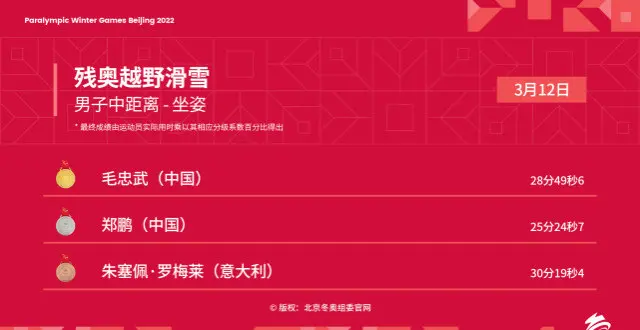 Paralympic Winter Games Beijing 2022
残奥越野滑雪
男子中距离 - 坐姿
3月12日
* 最终成绩由运动员实际用时乘以其相应分级系数百分比得出
毛忠武（中国） 28分49秒6
郑鹏（中国） 25分24秒7
朱塞佩·罗梅莱（意大利） 30分19秒4
© 版权：北京冬奥组委官网